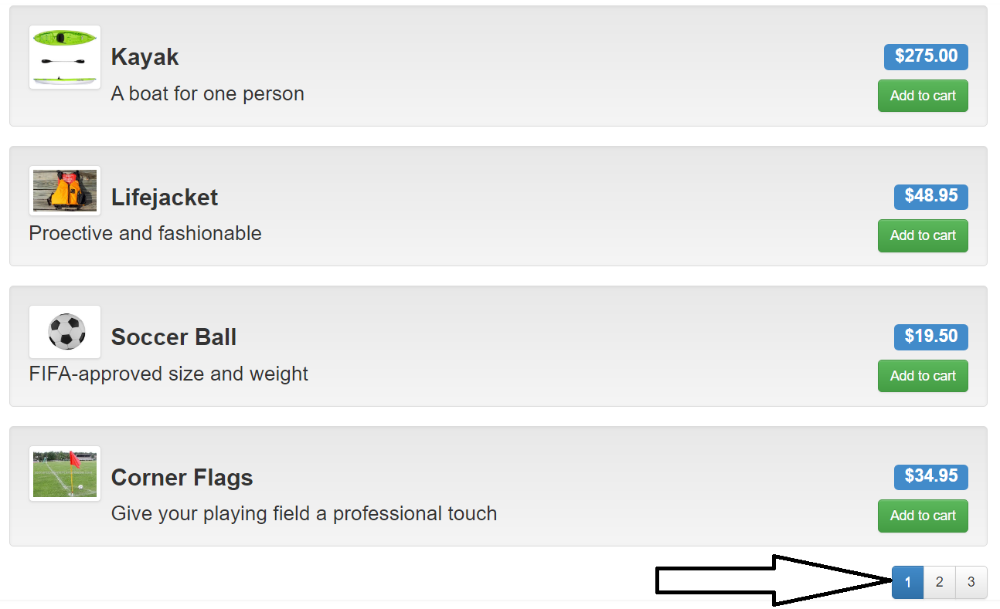 Kayak
$275.00
A boat for one person
Add to cart
Lifejacket
$48.95
Proective and fashionable
Add to cart
Soccer Ball
$19.50
FIFA-approved size and weight
Add to cart
Corner Flags
$34.95
Give your playing field a professional touch
Add to cart
1 2 3